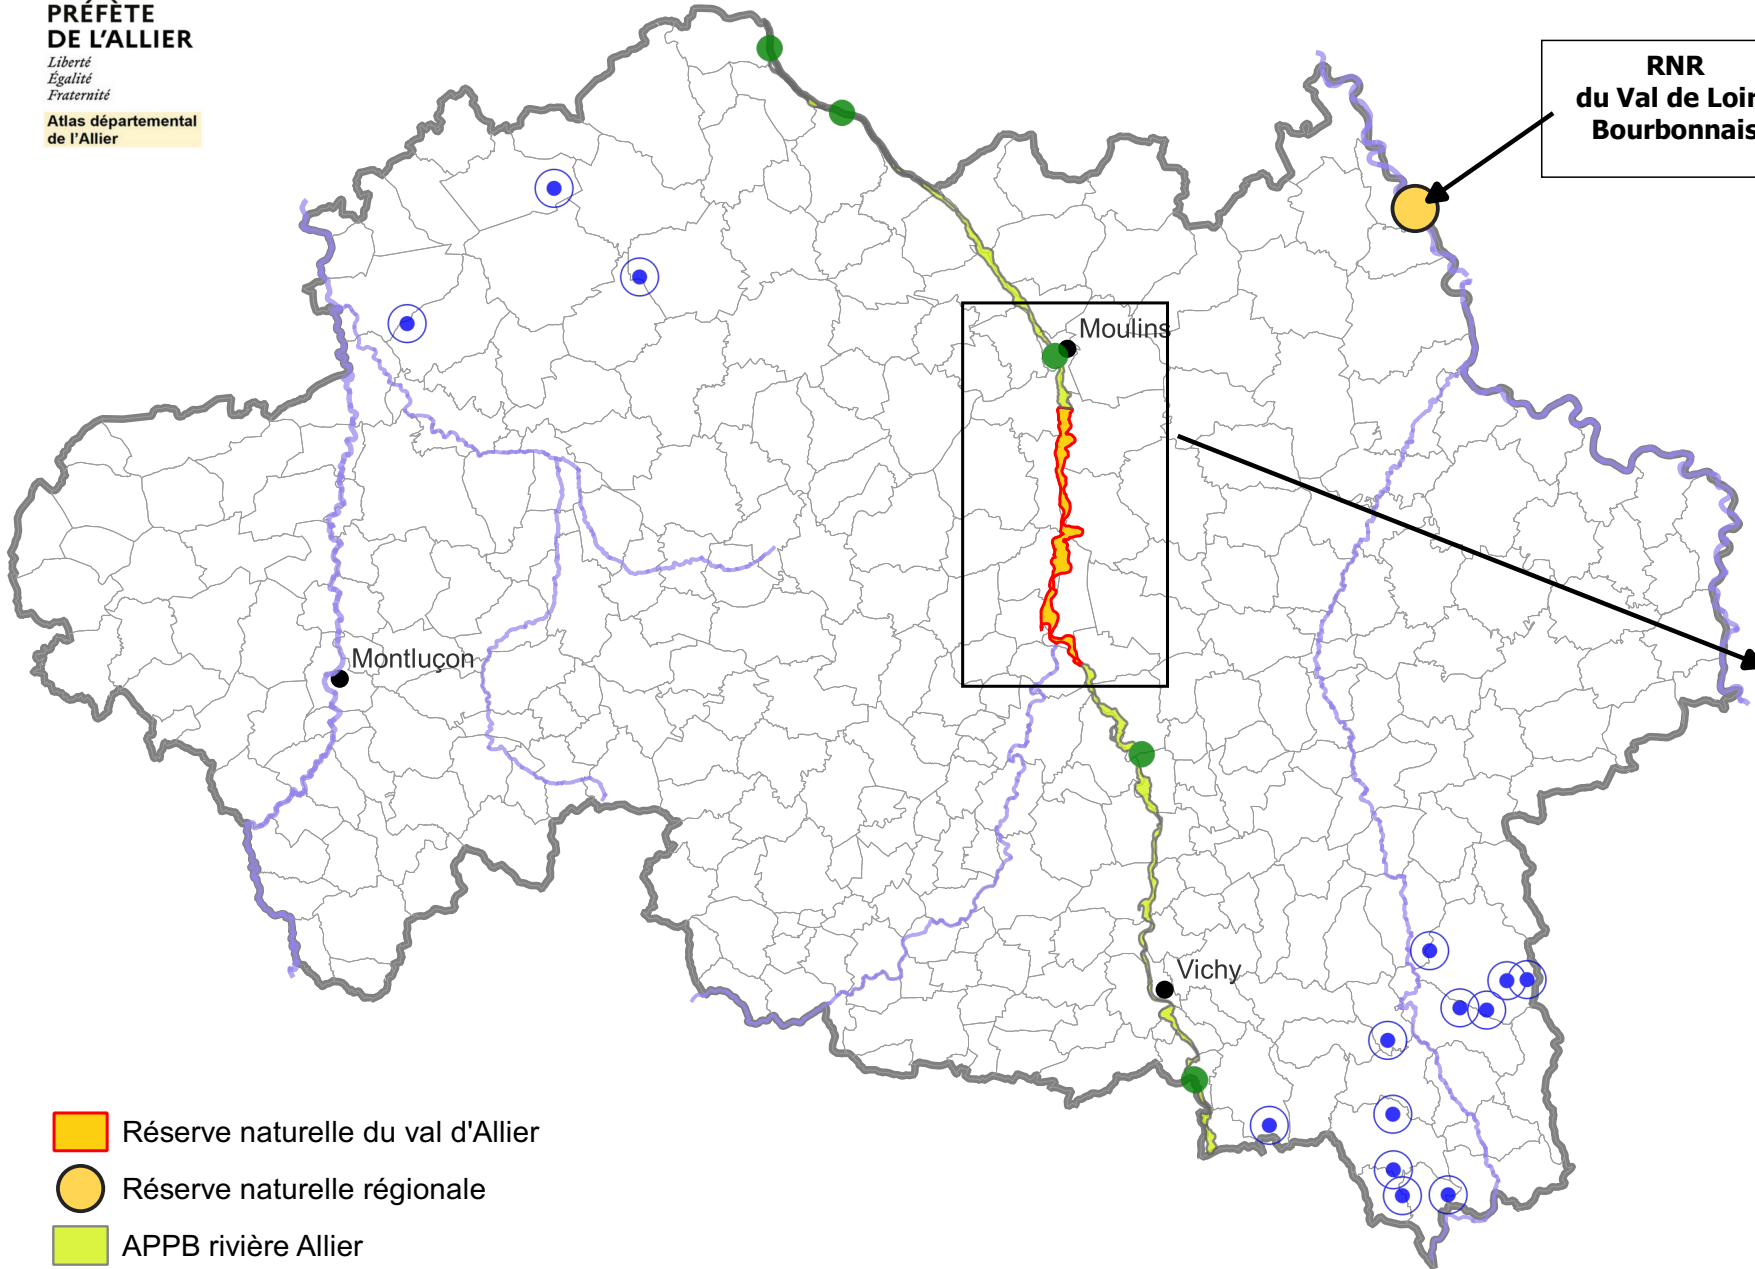 PRÉFÈTE
DE L'ALLIER
Liberté
Égalité
Fraternité
Atlas départemental
de l'Allier
RNR
du Val de Loir
Bourbonnais
Moulins
Montluçon
Vichy
Réserve naturelle du val d'Allier
Réserve naturelle régionale
APPB rivière Allier